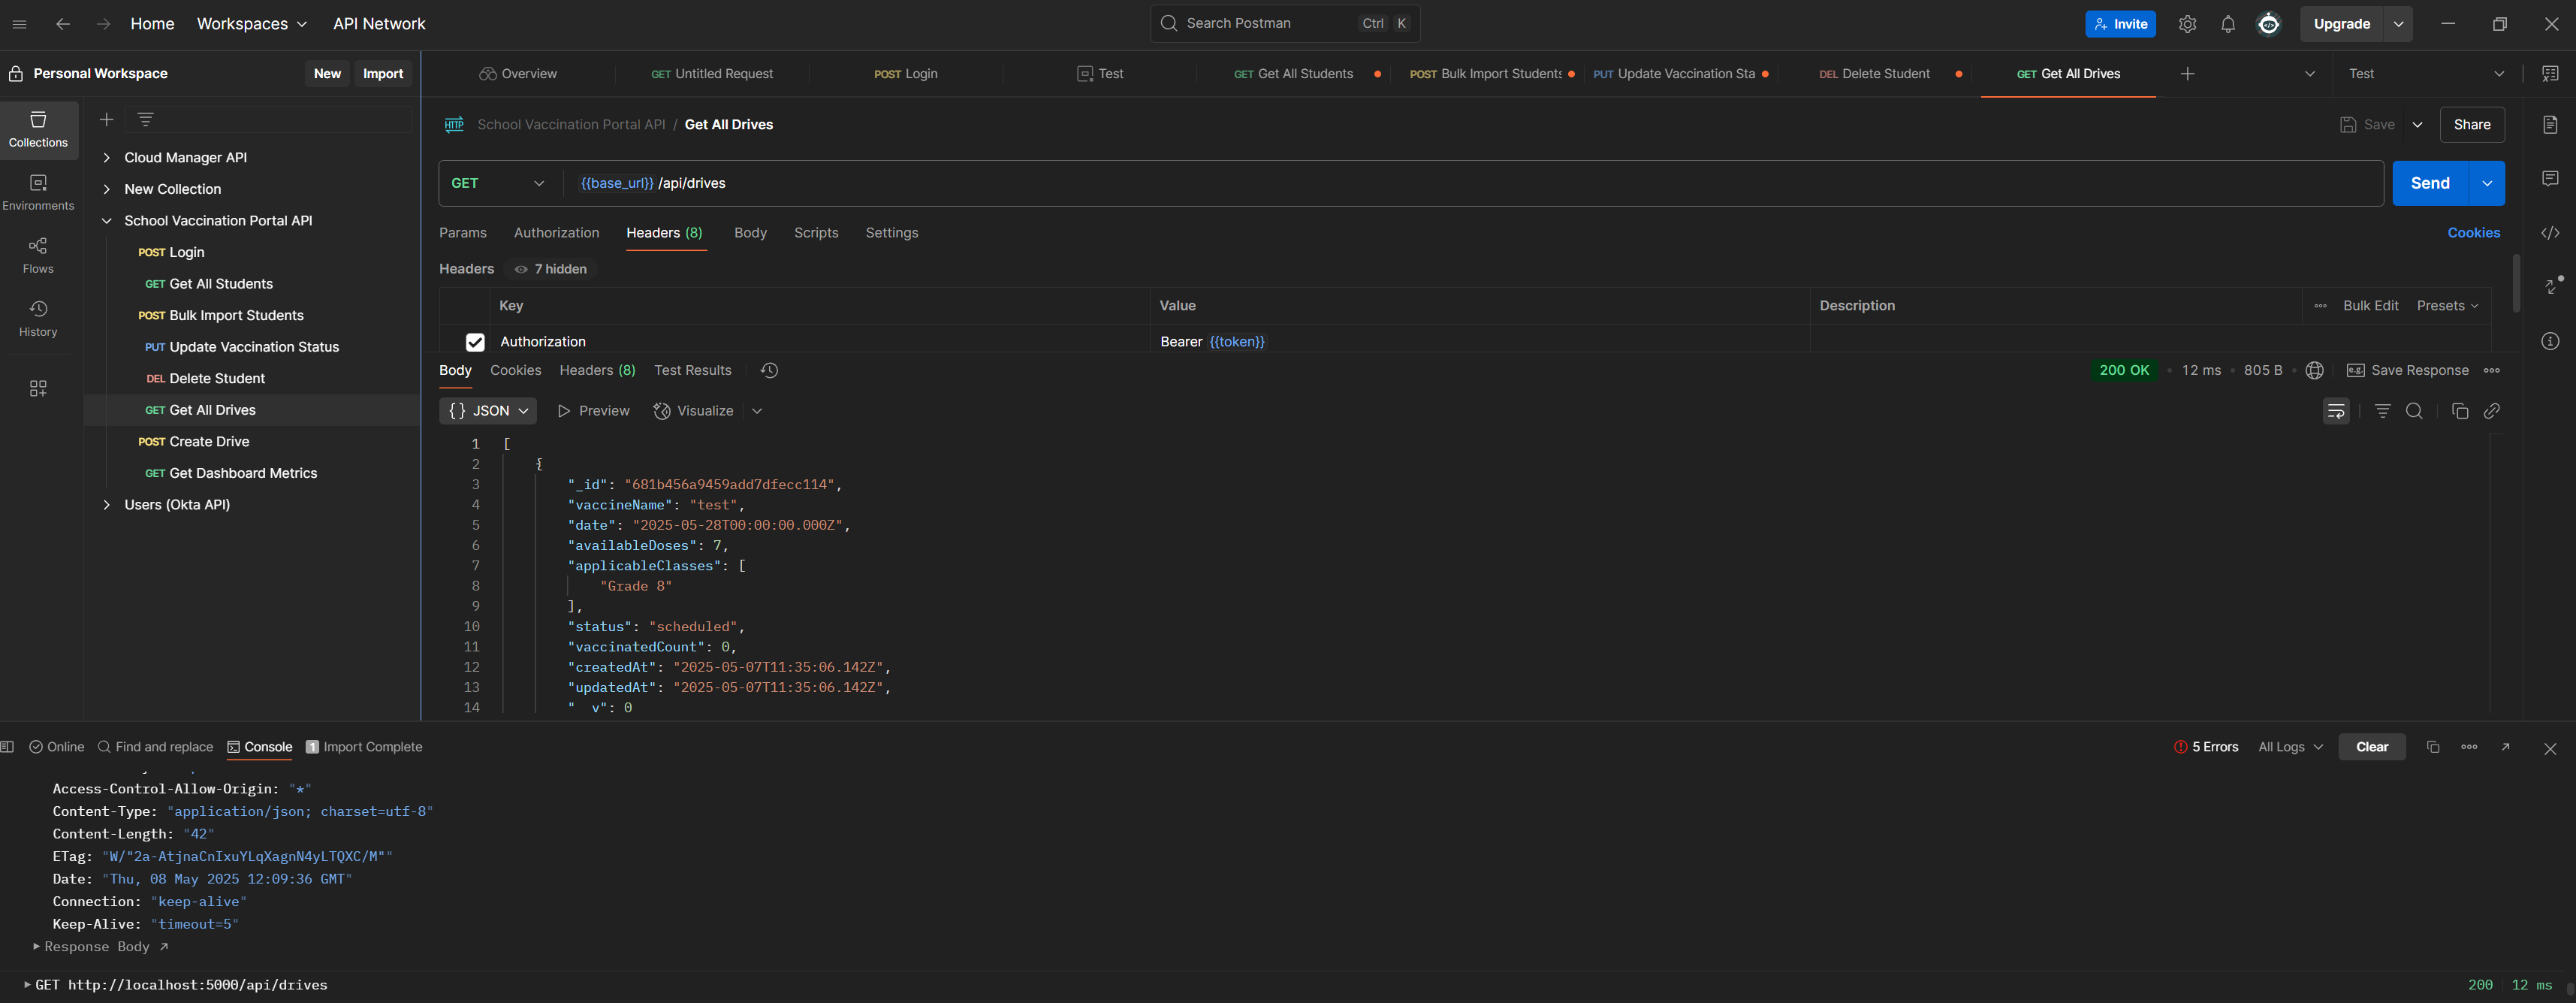 Home Workspaces API Network Search Postman Ctrl K Invite Upgrade
Personal Workspace New Import
Overview GET Untitled Request POST Login Test GET Get All Students POST Bulk Import Students PUT Update Vaccination Sta DEL Delete Student GET Get All Drives Test
Collections
Environments
Flows
History
Cloud Manager API
New Collection
School Vaccination Portal API
POST Login
GET Get All Students
POST Bulk Import Students
PUT Update Vaccination Status
DEL Delete Student
GET Get All Drives
POST Create Drive
GET Get Dashboard Metrics
Users (Okta API)
HTTP School Vaccination Portal API / Get All Drives Save Share
GET {{base_url}} /api/drives Send
Params Authorization Headers (8) Body Scripts Settings Cookies
Headers 7 hidden
Key Value Description Bulk Edit Presets
Authorization Bearer {{token}}
Body Cookies Headers (8) Test Results 200 OK • 12 ms • 805 B • e.g. Save Response
{} JSON Preview Visualize
1 [
2 {
3 "_id": "681b456a9459add7dfecc114",
4 "vaccineName": "test",
5 "date": "2025-05-28T00:00:00.000Z",
6 "availableDoses": 7,
7 "applicableClasses": [
8 "Grade 8"
9 ],
10 "status": "scheduled",
11 "vaccinatedCount": 0,
12 "createdAt": "2025-05-07T11:35:06.142Z",
13 "updatedAt": "2025-05-07T11:35:06.142Z",
14 "__v": 0
Online Find and replace Console 1 Import Complete 5 Errors All Logs Clear
Access-Control-Allow-Origin: "*"
Content-Type: "application/json; charset=utf-8"
Content-Length: "42"
ETag: "W/"2a-AtjnaCnIxuYLqXagnN4yLTQXC/M""
Date: "Thu, 08 May 2025 12:09:36 GMT"
Connection: "keep-alive"
Keep-Alive: "timeout=5"
Response Body
GET http://localhost:5000/api/drives 200 12 ms